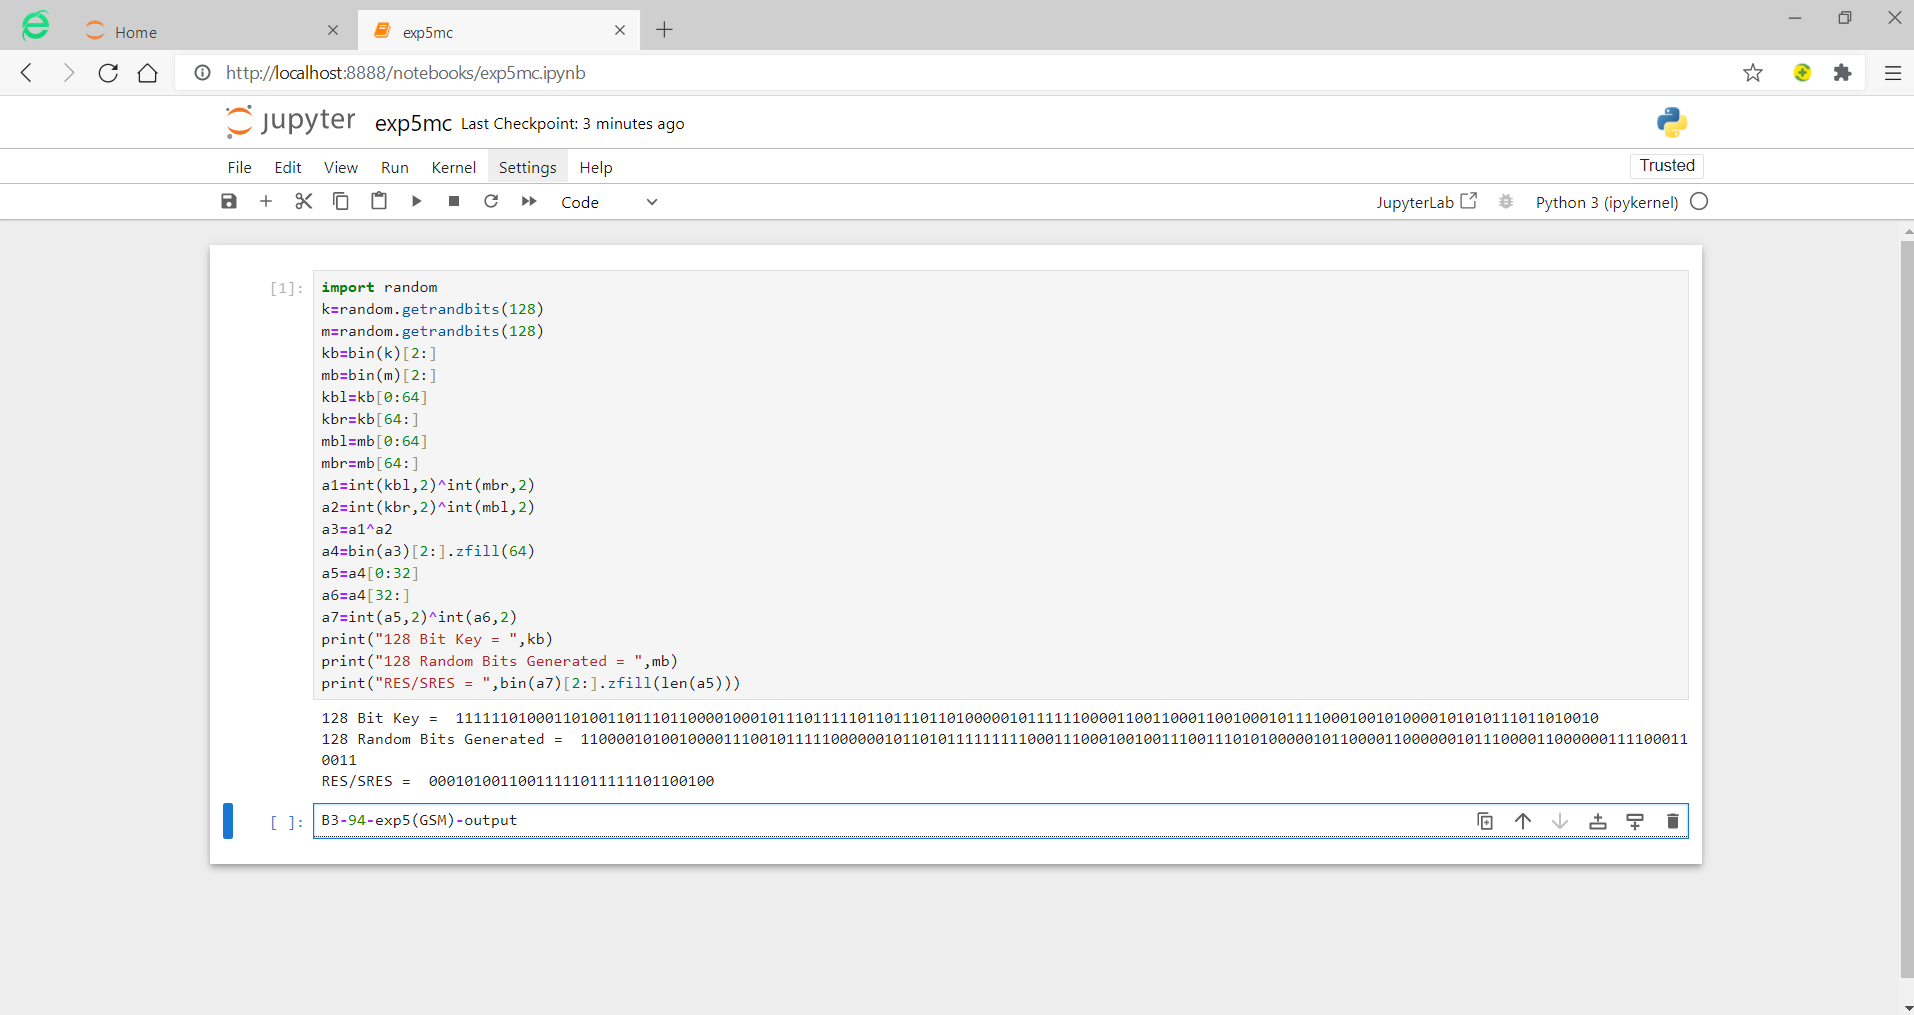 Home
exp5mc
http://localhost:8888/notebooks/exp5mc.ipynb
jupyter exp5mc Last Checkpoint: 3 minutes ago
File Edit View Run Kernel Settings Help Trusted
Code JupyterLab Python 3 (ipykernel)
[1]: import random
k=random.getrandbits(128)
m=random.getrandbits(128)
kb=bin(k)[2:]
mb=bin(m)[2:]
kbl=kb[0:64]
kbr=kb[64:]
mbl=mb[0:64]
mbr=mb[64:]
a1=int(kbl,2)^int(mbr,2)
a2=int(kbr,2)^int(mbl,2)
a3=a1^a2
a4=bin(a3)[2:].zfill(64)
a5=a4[0:32]
a6=a4[32:]
a7=int(a5,2)^int(a6,2)
print("128 Bit Key = ",kb)
print("128 Random Bits Generated = ",mb)
print("RES/SRES = ",bin(a7)[2:].zfill(len(a5)))
128 Bit Key =
128 Random Bits Generated =
0011
RES/SRES =  00010100110011111011111101100100
[ ]: B3-94-exp5(GSM)-output